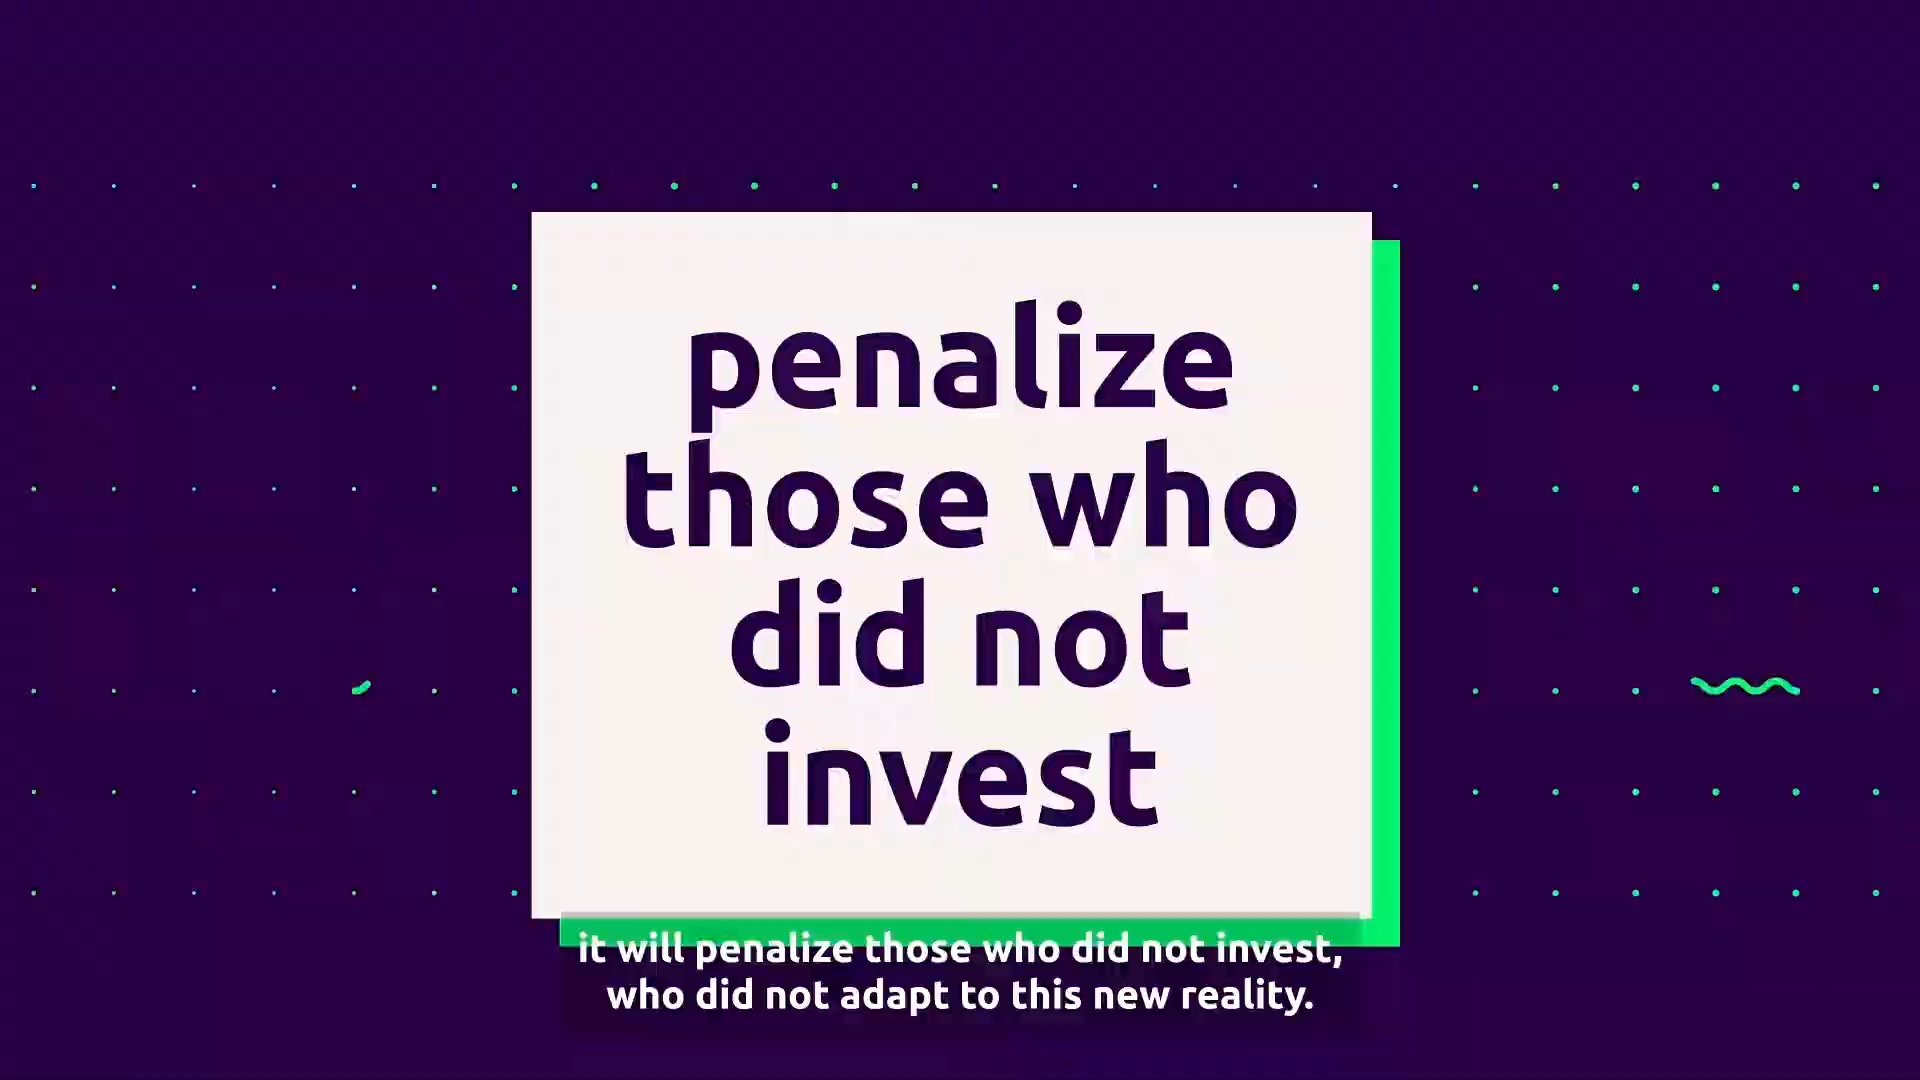 penalize
those who
did not
invest
it will penalize those who did not invest,
who did not adapt to this new reality.